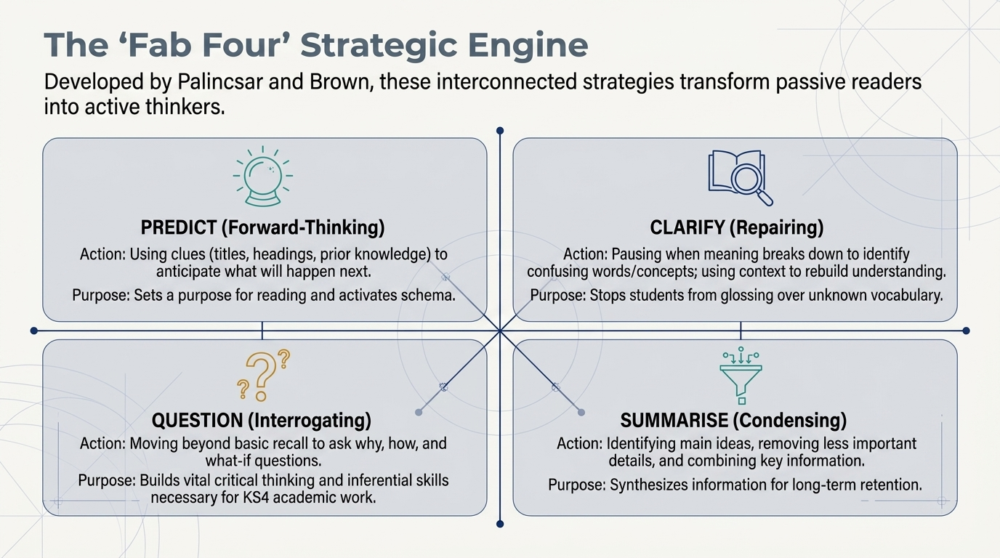 The ‘Fab Four’ Strategic Engine
Developed by Palincsar and Brown, these interconnected strategies transform passive readers
into active thinkers.
PREDICT (Forward-Thinking)
Action: Using clues (titles, headings, prior knowledge) to
anticipate what will happen next.
Purpose: Sets a purpose for reading and activates schema.
CLARIFY (Repairing)
Action: Pausing when meaning breaks down to identify
confusing words/concepts; using context to rebuild understanding.
Purpose: Stops students from glossing over unknown vocabulary.
QUESTION (Interrogating)
Action: Moving beyond basic recall to ask why, how, and
what-if questions.
Purpose: Builds vital critical thinking and inferential skills
necessary for KS4 academic work.
SUMMARISE (Condensing)
Action: Identifying main ideas, removing less important
details, and combining key information.
Purpose: Synthesizes information for long-term retention.